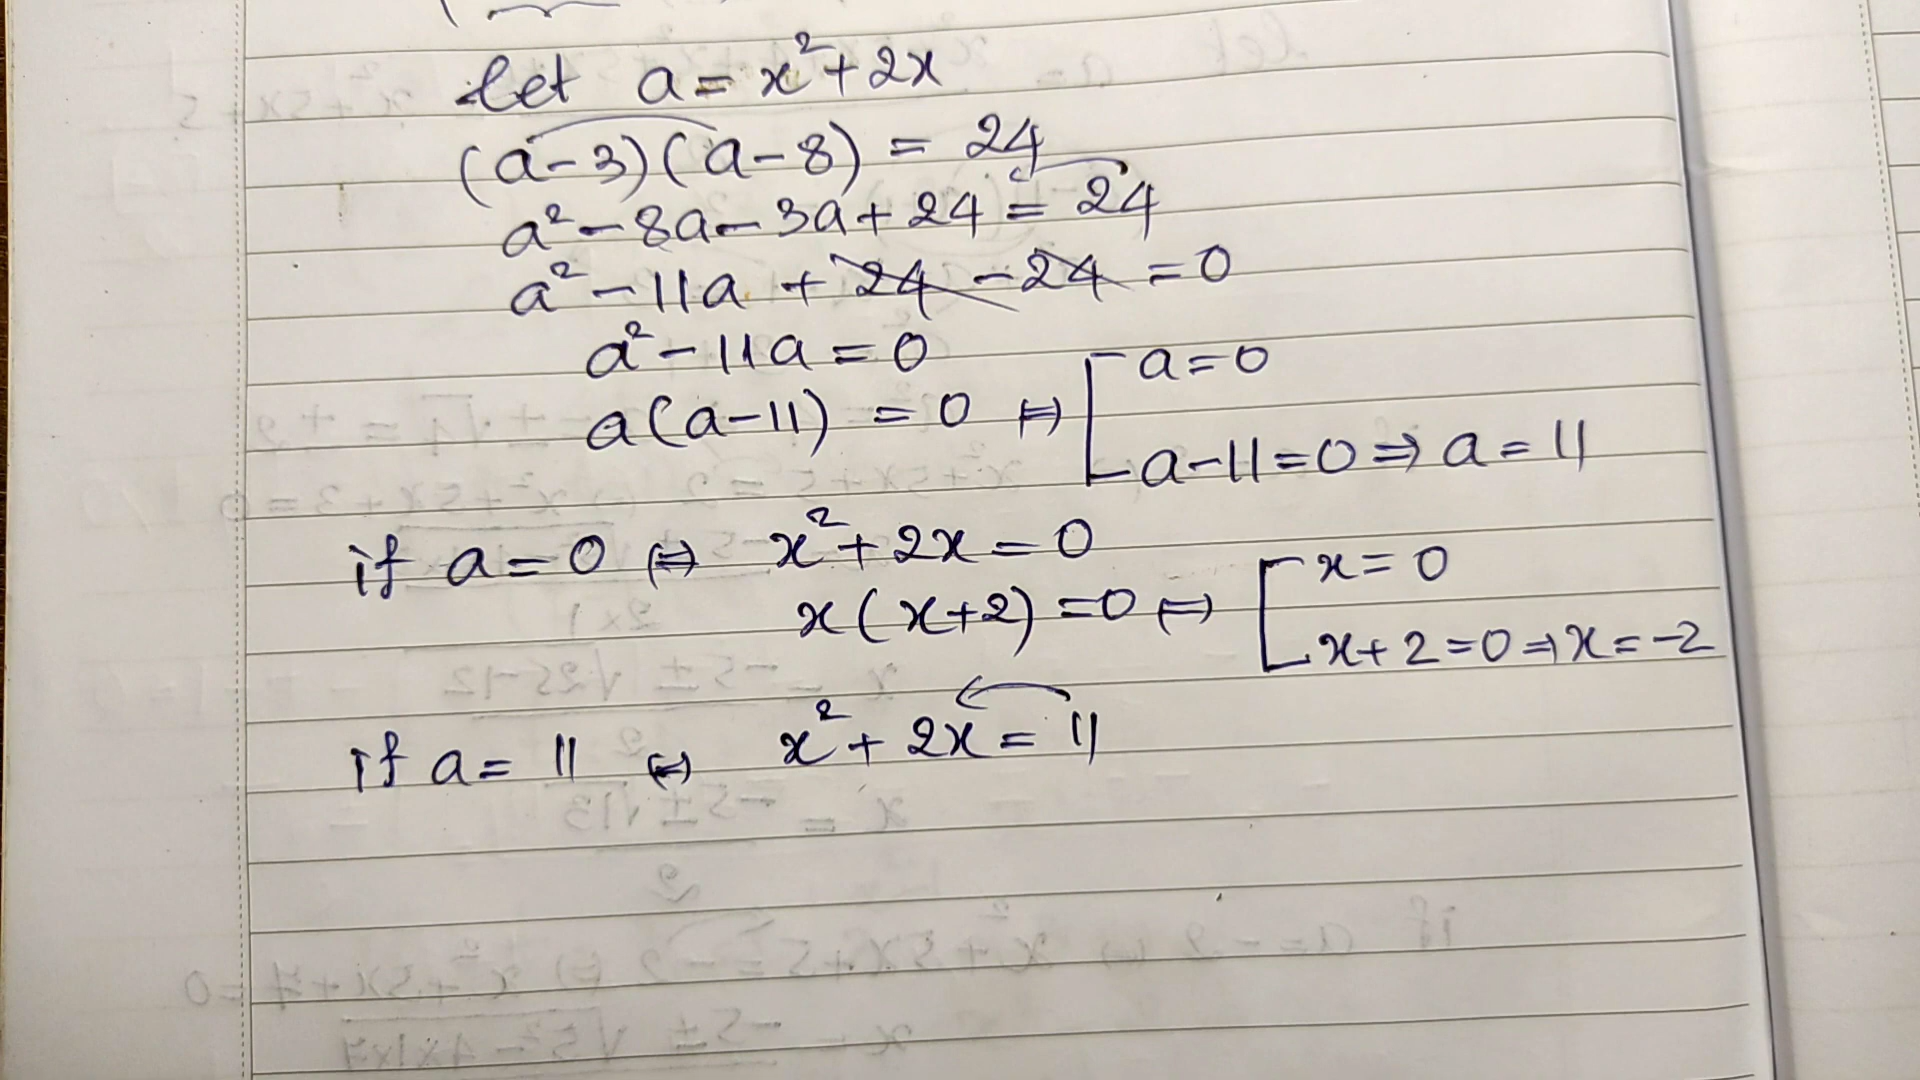 let a = x² + 2x
(a-3)(a-8) = 24
a² - 8a - 3a + 24 = 24
a² - 11a + 24 - 24 = 0
a² - 11a = 0
a(a-11) = 0 ⇔ [ a = 0
a-11 = 0 ⇒ a = 11
if a = 0 ⇔ x² + 2x = 0
x(x+2) = 0 ⇔ [ x = 0
x + 2 = 0 ⇒ x = -2
if a = 11 ⇔ x² + 2x = 11